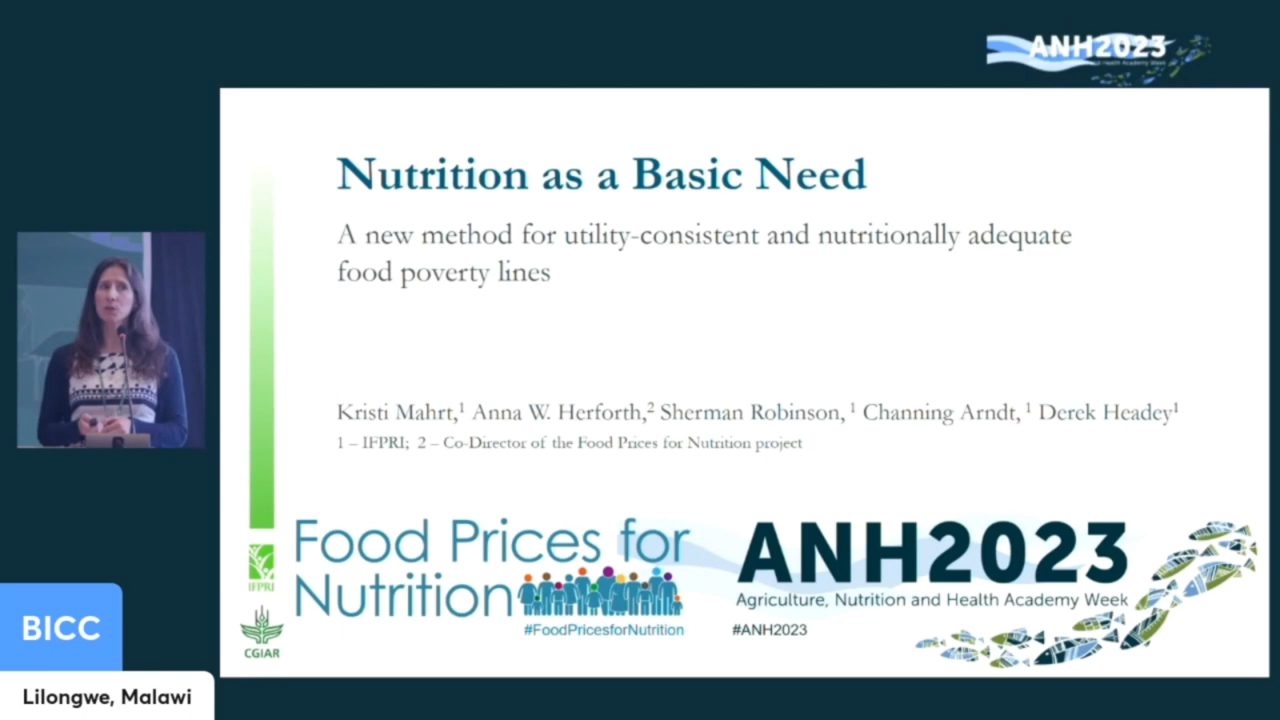 ANH2023
Nutrition as a Basic Need
A new method for utility-consistent and nutritionally adequate
food poverty lines
Kristi Mahrt,¹ Anna W. Herforth,² Sherman Robinson, ¹ Channing Arndt, ¹ Derek Headey¹
1 – IFPRI; 2 – Co-Director of the Food Prices for Nutrition project
Food Prices for
Nutrition
#FoodPricesforNutrition
ANH2023
Agriculture, Nutrition and Health Academy Week
#ANH2023
IFPRI
CGIAR
BICC
Lilongwe, Malawi